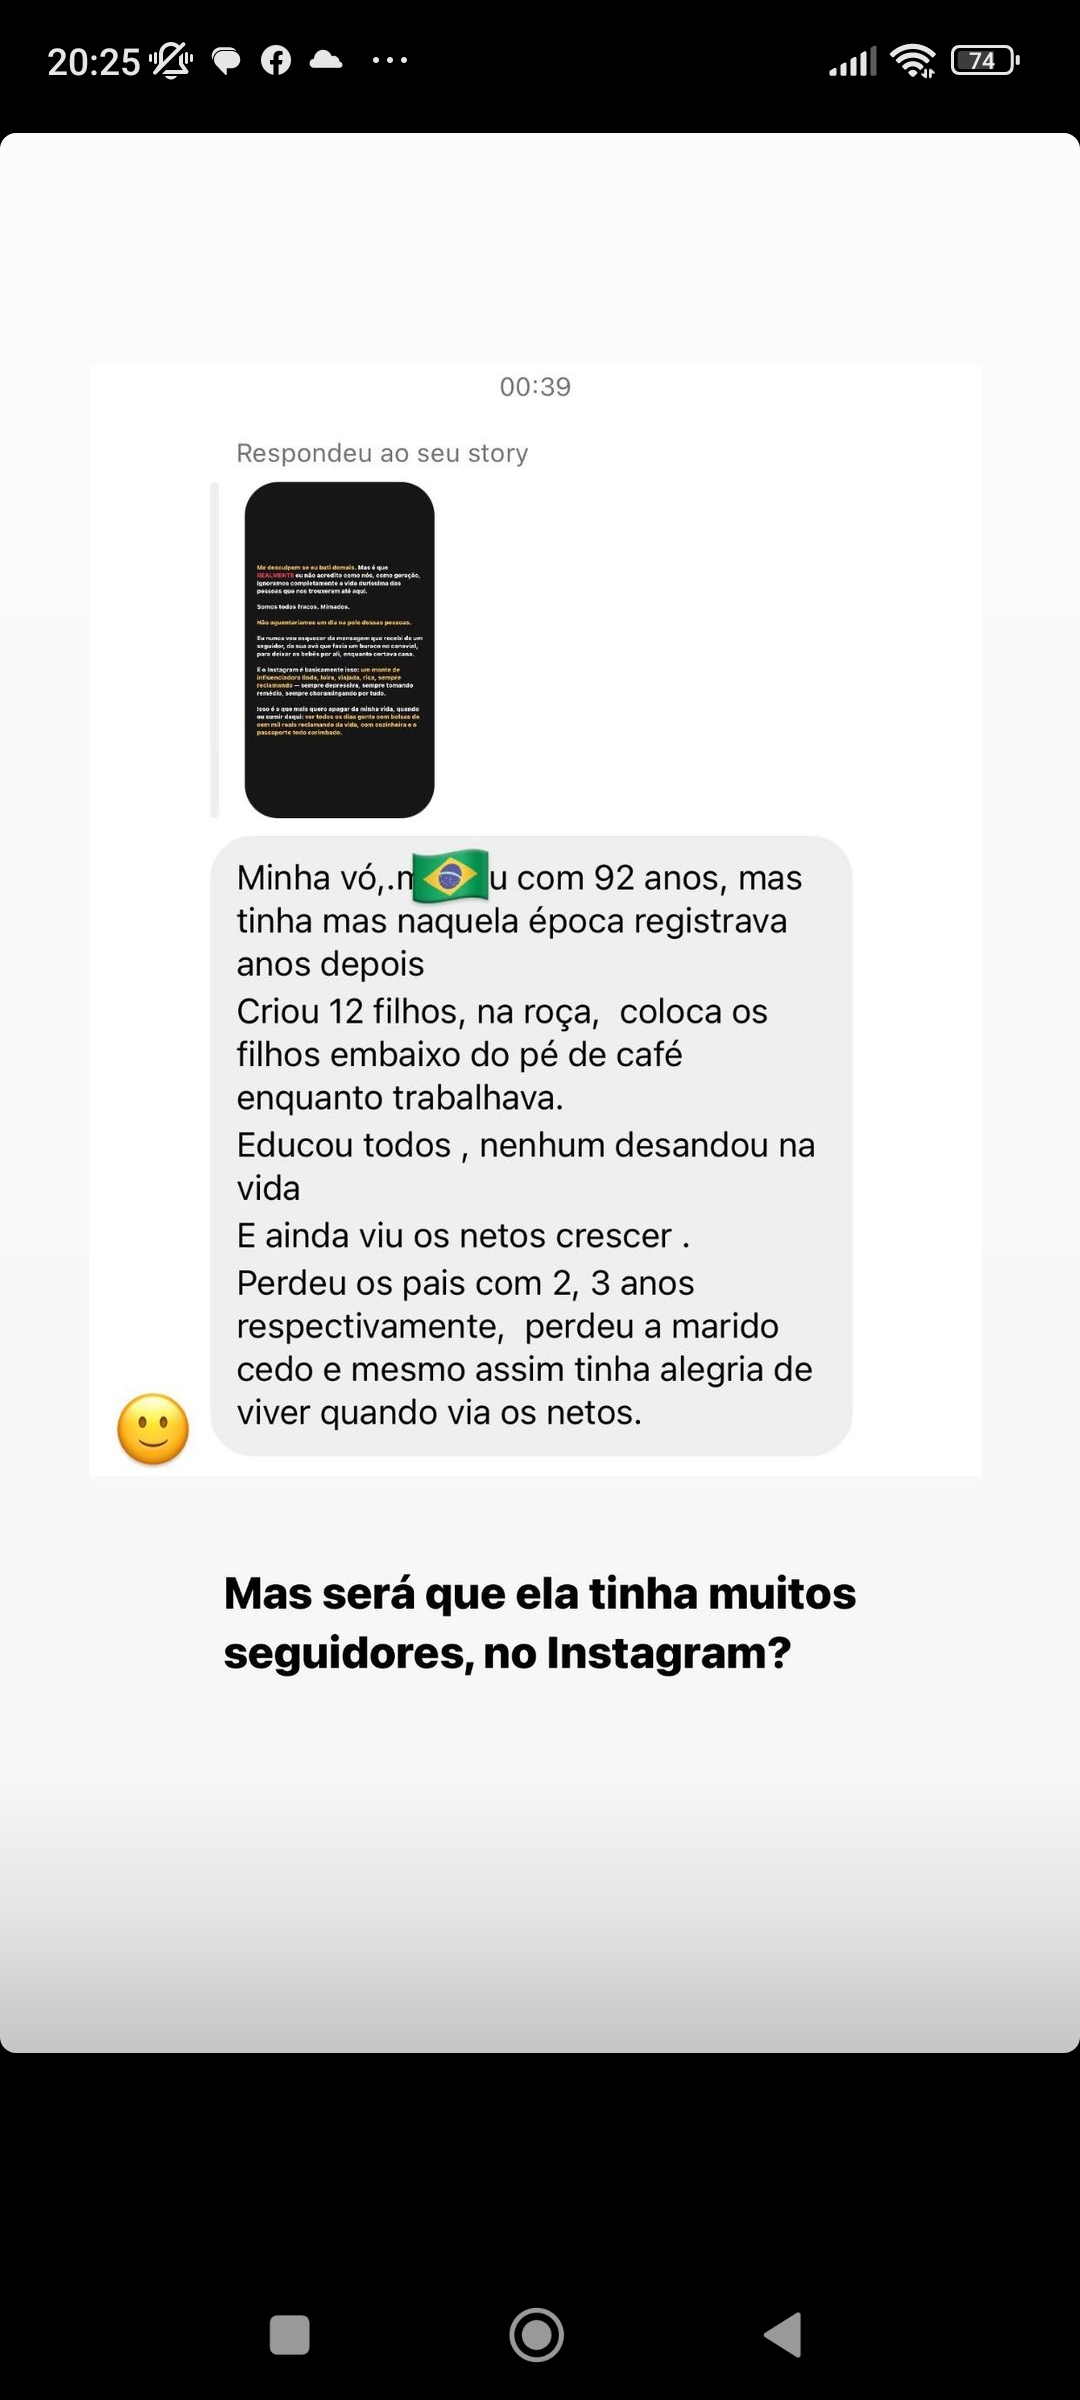 20:25
74
00:39
Respondeu ao seu story
Me desculpem se eu bati demais. Mas é que
REALMENTE eu não acredito como nós, como geração,
ignoramos completamente a vida duríssima das
pessoas que nos trouxeram até aqui.
Somos todos fracos. Mimados.
Não aguentaríamos um dia na pele dessas pessoas.
Eu nunca vou esquecer da mensagem que recebi de um
seguidor, da sua avó que fazia um buraco no canavial,
para deixar os bebês por ali, enquanto cortava cana.
E o Instagram é basicamente isso: um monte de
influenciadora linda, loira, viajada, rica, sempre
reclamando — sempre depressiva, sempre tomando
remédio, sempre choramingando por tudo.
Isso é o que mais quero apagar da minha vida, quando
eu sumir daqui: ver todos os dias gente com bolsas de
cem mil reais reclamando da vida, com cozinheira e o
passaporte todo carimbado.
Minha vó,. u com 92 anos, mas
tinha mas naquela época registrava
anos depois
Criou 12 filhos, na roça, coloca os
filhos embaixo do pé de café
enquanto trabalhava.
Educou todos , nenhum desandou na
vida
E ainda viu os netos crescer .
Perdeu os pais com 2, 3 anos
respectivamente, perdeu a marido
cedo e mesmo assim tinha alegria de
viver quando via os netos.
Mas será que ela tinha muitos
seguidores, no Instagram?